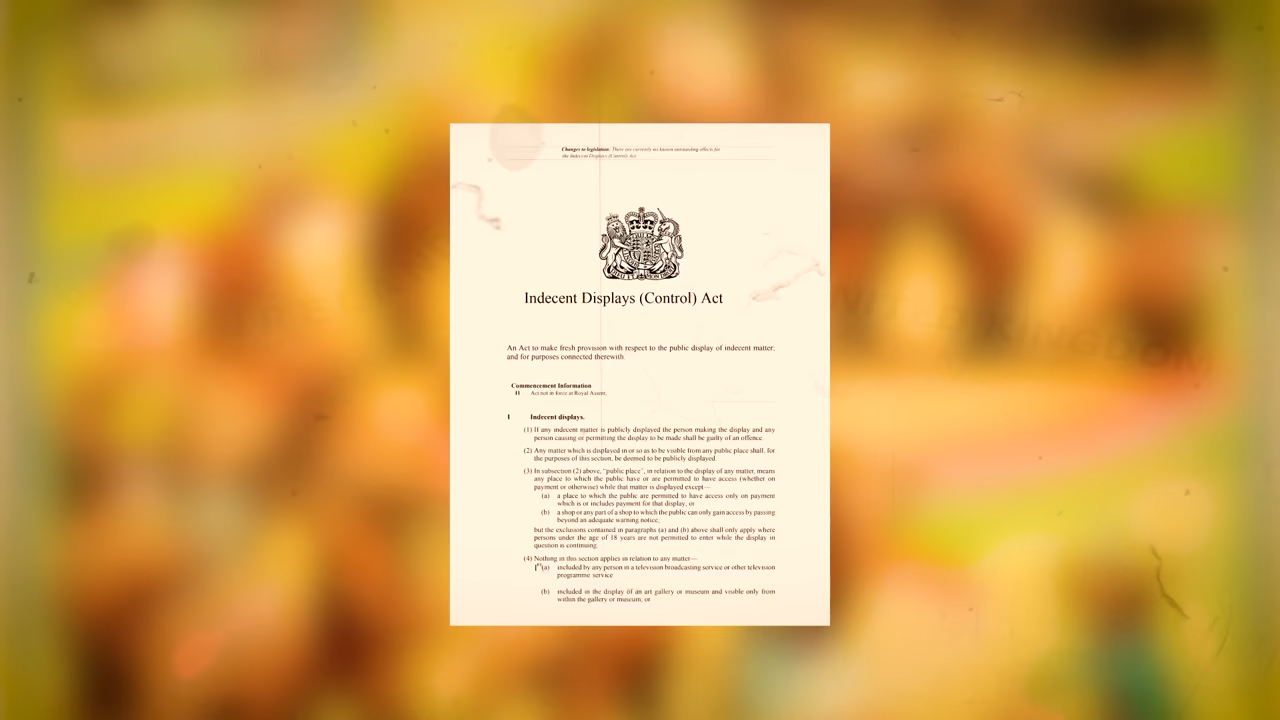 Changes to legislation: There are currently no known outstanding effects for
the Indecent Displays (Control) Act
Indecent Displays (Control) Act
An Act to make fresh provision with respect to the public display of indecent matter;
and for purposes connected therewith.
Commencement Information
I1 Act not in force at Royal Assent;
1 Indecent displays.
(1) If any indecent matter is publicly displayed the person making the display and any
person causing or permitting the display to be made shall be guilty of an offence.
(2) Any matter which is displayed in or so as to be visible from any public place shall, for
the purposes of this section, be deemed to be publicly displayed.
(3) In subsection (2) above, “public place”, in relation to the display of any matter, means
any place to which the public have or are permitted to have access (whether on
payment or otherwise) while that matter is displayed except—
(a) a place to which the public are permitted to have access only on payment
which is or includes payment for that display; or
(b) a shop or any part of a shop to which the public can only gain access by passing
beyond an adequate warning notice;
but the exclusions contained in paragraphs (a) and (b) above shall only apply where
persons under the age of 18 years are not permitted to enter while the display in
question is continuing.
(4) Nothing in this section applies in relation to any matter—
[F1(a) included by any person in a television broadcasting service or other television
programme service
(b) included in the display of an art gallery or museum and visible only from
within the gallery or museum; or